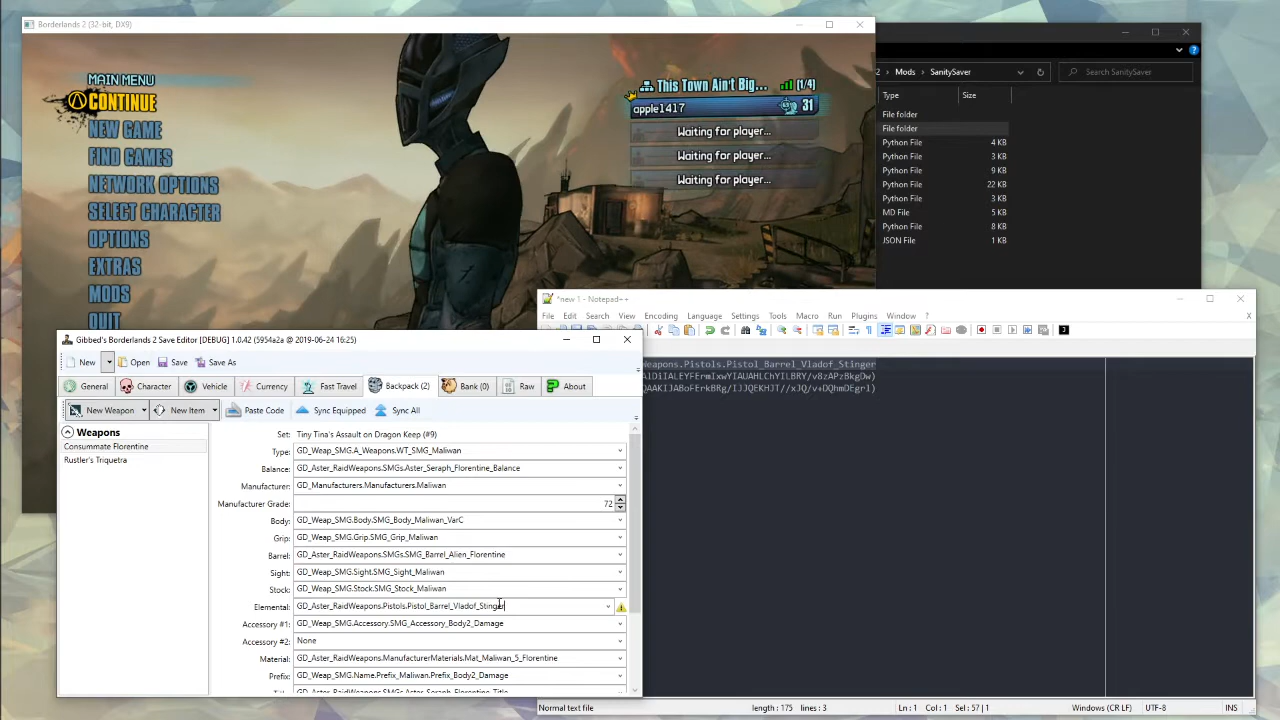 Borderlands 2 (32-bit, DX9)
MAIN MENU
CONTINUE
NEW GAME
FIND GAMES
NETWORK OPTIONS
SELECT CHARACTER
OPTIONS
EXTRAS
MODS
QUIT
This Town Ain't Big... (1/4)
apple1417 31
Waiting for player...
Waiting for player...
Waiting for player...
2 Mods SanitySaver
Search SanitySaver
Type Size
File folder
File folder
Python File 4 KB
Python File 3 KB
Python File 9 KB
Python File 22 KB
Python File 3 KB
MD File 5 KB
Python File 8 KB
JSON File 1 KB
*new 1 - Notepad++
File Edit Search View Encoding Language Settings Tools Macro Run Plugins Window ? X
Weapons.Pistols.Pistol_Barrel_Vladof_Stinger
Normal text file length : 175 lines : 3 Ln : 1 Col : 1 Sel : 57 | 1 Windows (CR LF) UTF-8 INS
Gibbed's Borderlands 2 Save Editor [DEBUG] 1.0.42 (5954a2a @ 2019-06-24 16:25)
New Open Save Save As
General Character Vehicle Currency Fast Travel Backpack (2) Bank (0) Raw About
New Weapon New Item Paste Code Sync Equipped Sync All
Weapons
Consummate Florentine
Rustler's Triquetra
Set: Tiny Tina's Assault on Dragon Keep (#9)
Type: GD_Weap_SMG.A_Weapons.WT_SMG_Maliwan
Balance: GD_Aster_RaidWeapons.SMGs.Aster_Seraph_Florentine_Balance
Manufacturer: GD_Manufacturers.Manufacturers.Maliwan
Manufacturer Grade: 72
Body: GD_Weap_SMG.Body.SMG_Body_Maliwan_VarC
Grip: GD_Weap_SMG.Grip.SMG_Grip_Maliwan
Barrel: GD_Aster_RaidWeapons.SMGs.SMG_Barrel_Alien_Florentine
Sight: GD_Weap_SMG.Sight.SMG_Sight_Maliwan
Stock: GD_Weap_SMG.Stock.SMG_Stock_Maliwan
Elemental: GD_Aster_RaidWeapons.Pistols.Pistol_Barrel_Vladof_Stinger
Accessory #1: GD_Weap_SMG.Accessory.SMG_Accessory_Body2_Damage
Accessory #2: None
Material: GD_Aster_RaidWeapons.ManufacturerMaterials.Mat_Maliwan_5_Florentine
Prefix: GD_Weap_SMG.Name.Prefix_Maliwan.Prefix_Body2_Damage
GD_Aster_RaidWeapons.SMGs.Aster_Seraph_Florentine_Title